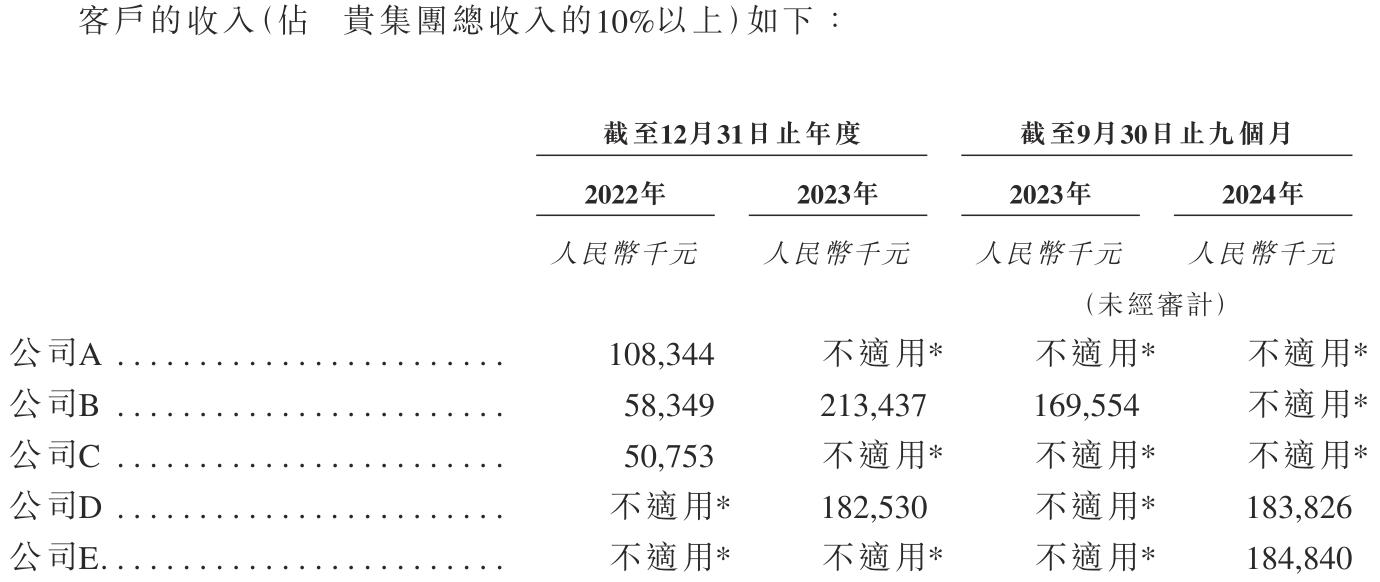 客戶的收入(佔　貴集團總收入的10%以上)如下：
截至12月31日止年度 截至9月30日止九個月
2022年 2023年 2023年 2024年
人民幣千元 人民幣千元 人民幣千元 人民幣千元
(未經審計)
公司A ........................ 108,344 不適用* 不適用* 不適用*
公司B ........................ 58,349 213,437 169,554 不適用*
公司C ........................ 50,753 不適用* 不適用* 不適用*
公司D ........................ 不適用* 182,530 不適用* 183,826
公司E......................... 不適用* 不適用* 不適用* 184,840